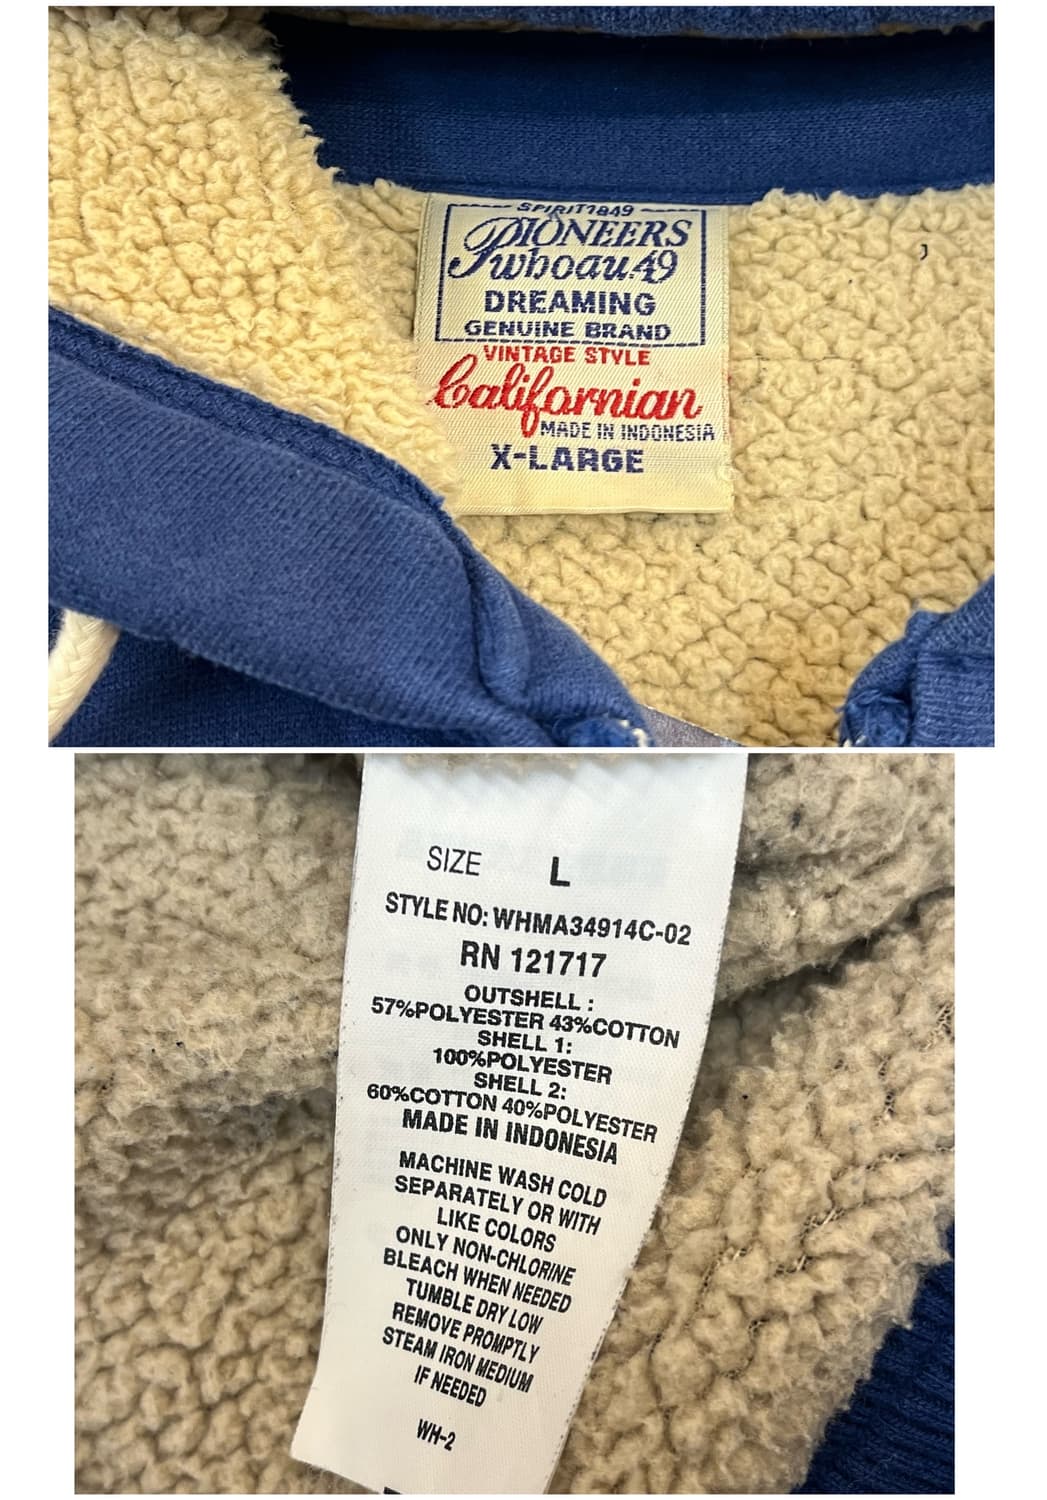 SPIRIT1849
PIONEERS
whoau.49
DREAMING
GENUINE BRAND
VINTAGE STYLE
Californian
MADE IN INDONESIA
X-LARGE
SIZE L
STYLE NO: WHMA34914C-02
RN 121717
OUTSHELL :
57%POLYESTER 43%COTTON
SHELL 1:
100%POLYESTER
SHELL 2:
60%COTTON 40%POLYESTER
MADE IN INDONESIA
MACHINE WASH COLD
SEPARATELY OR WITH
LIKE COLORS
ONLY NON-CHLORINE
BLEACH WHEN NEEDED
TUMBLE DRY LOW
REMOVE PROMPTLY
STEAM IRON MEDIUM
IF NEEDED
WH-2